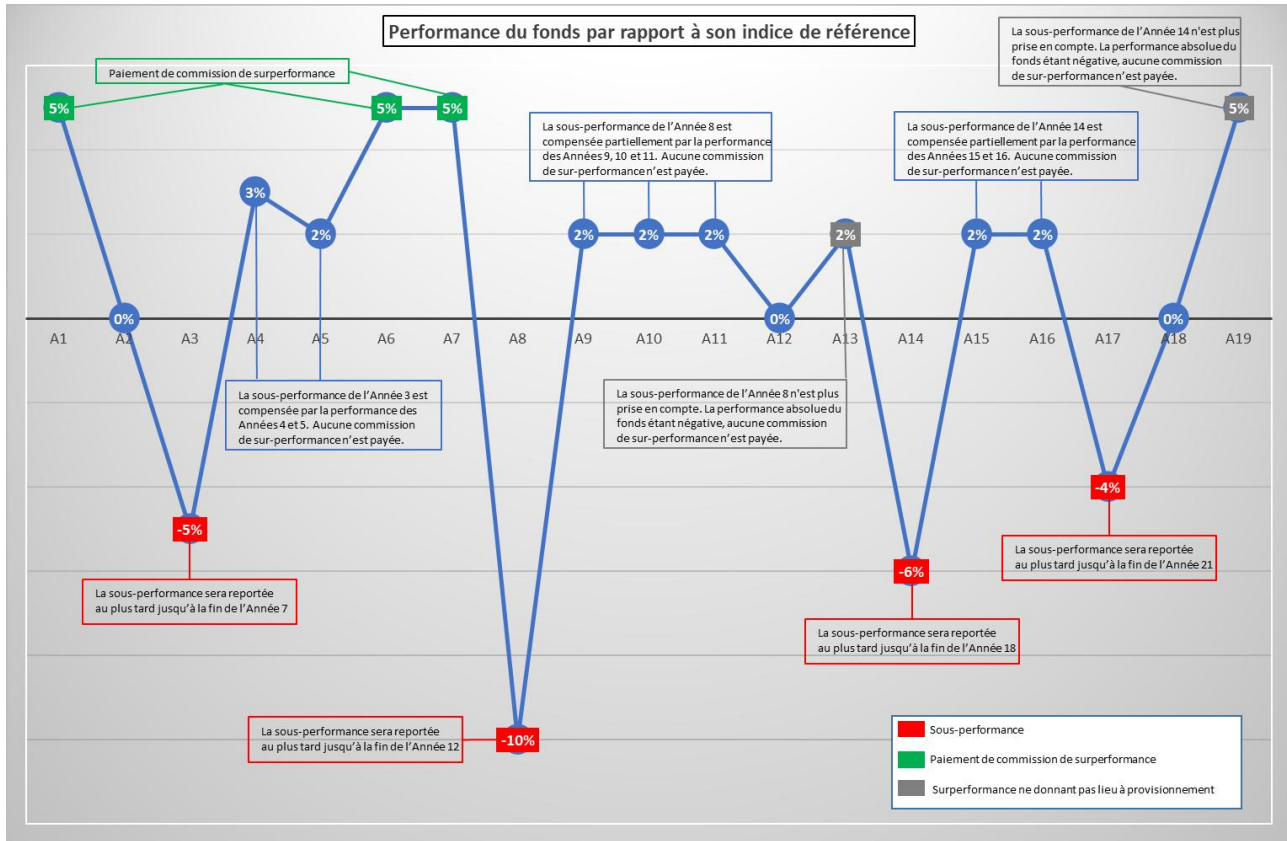 Performance du fonds par rapport à son indice de référence
La sous-performance de l'Année 14 n'est plus
prise en compte. La performance absolue du
fonds étant négative, aucune commission
de sur-performance n'est payée.
Paiement de commission de surperformance
5%
5%
5%
5%
La sous-performance de l'Année 8 est
compensée partiellement par la performance
des Années 9, 10 et 11. Aucune commission
de sur-performance n'est payée.
La sous-performance de l'Année 14 est
compensée partiellement par la performance
des Années 15 et 16. Aucune commission
de sur-performance n'est payée.
3%
2%
2%
2%
2%
2%
2%
2%
0%
0%
0%
A1 A2 A3 A4 A5 A6 A7 A8 A9 A10 A11 A12 A13 A14 A15 A16 A17 A18 A19
La sous-performance de l'Année 3 est
compensée par la performance des
Années 4 et 5. Aucune commission
de sur-performance n'est payée.
La sous-performance de l'Année 8 n'est plus
prise en compte. La performance absolue du
fonds étant négative, aucune commission
de sur-performance n'est payée.
-4%
-5%
La sous-performance sera reportée
au plus tard jusqu'à la fin de l'Année 21
-6%
La sous-performance sera reportée
au plus tard jusqu'à la fin de l'Année 7
La sous-performance sera reportée
au plus tard jusqu'à la fin de l'Année 18
La sous-performance sera reportée
au plus tard jusqu'à la fin de l'Année 12
-10%
Sous-performance
Paiement de commission de surperformance
Surperformance ne donnant pas lieu à provisionnement